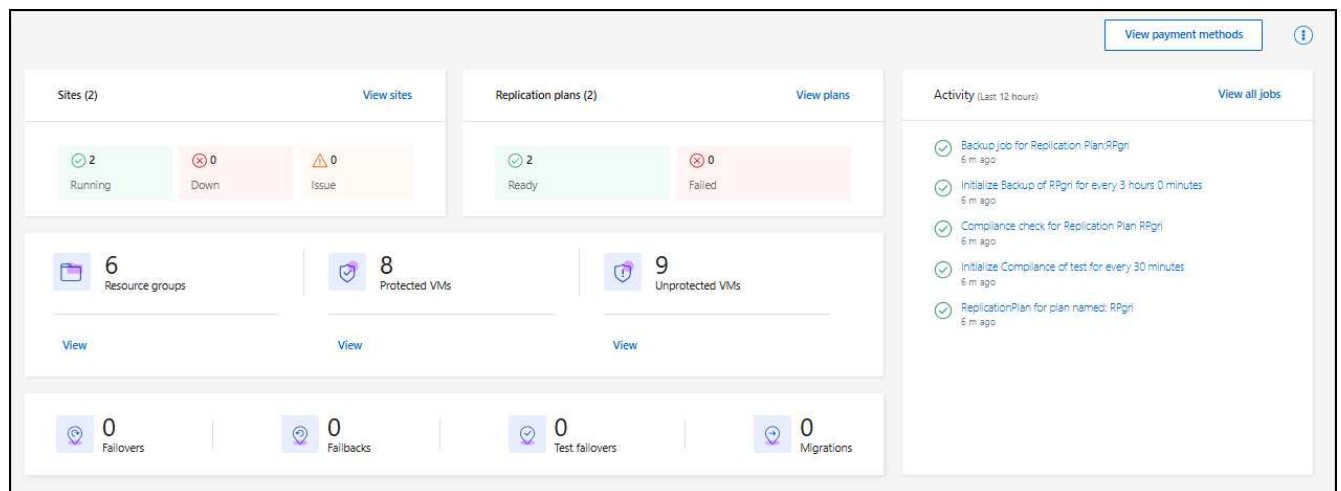 View payment methods
Sites (2) View sites
2 0 0
Running Down Issue
Replication plans (2) View plans
2 0
Ready Failed
6 8 9
Resource groups Protected VMs Unprotected VMs
View View View
0 0 0 0
Failovers Failbacks Test failovers Migrations
Activity (Last 12 hours) View all jobs
Backup job for Replication Plan:RPgri
6 m ago
Initialize Backup of RPgri for every 3 hours 0 minutes
6 m ago
Compliance check for Replication Plan RPgri
6 m ago
Initialize Compliance of test for every 30 minutes
6 m ago
ReplicationPlan for plan named: RPgri
6 m ago